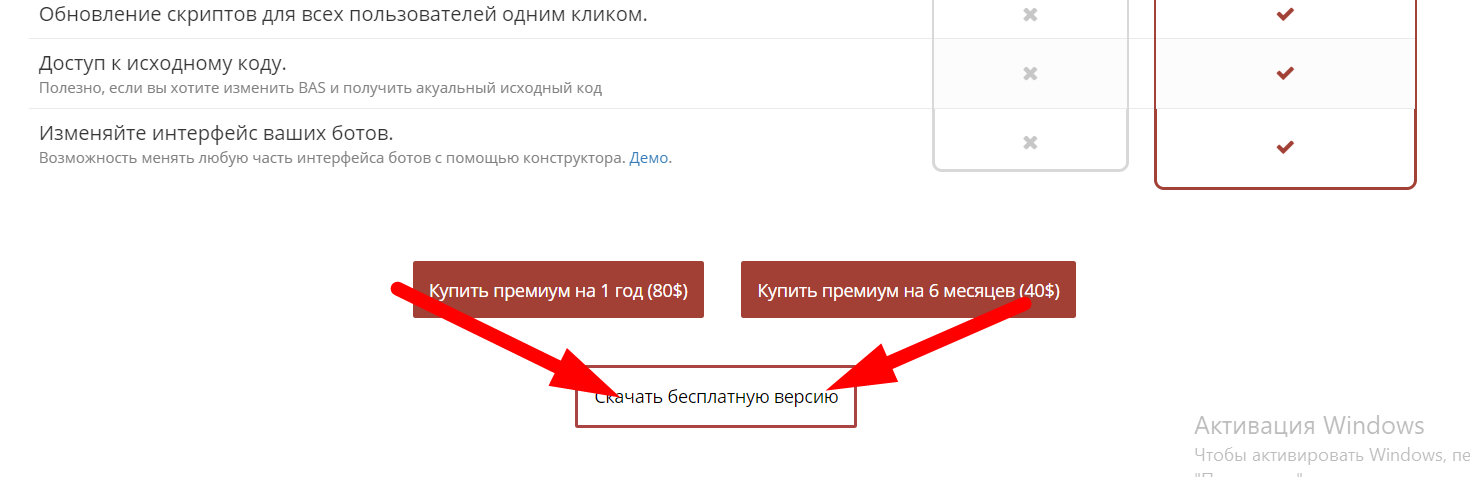 Обновление скриптов для всех пользователей одним кликом.
Доступ к исходному коду.
Полезно, если вы хотите изменить BAS и получить акуальный исходный код
Изменяйте интерфейс ваших ботов.
Возможность менять любую часть интерфейса ботов с помощью конструктора. Демо.
Купить премиум на 1 год (80$)
Купить премиум на 6 месяцев (40$)
Скачать бесплатную версию
Активация Windows
Чтобы активировать Windows, пе